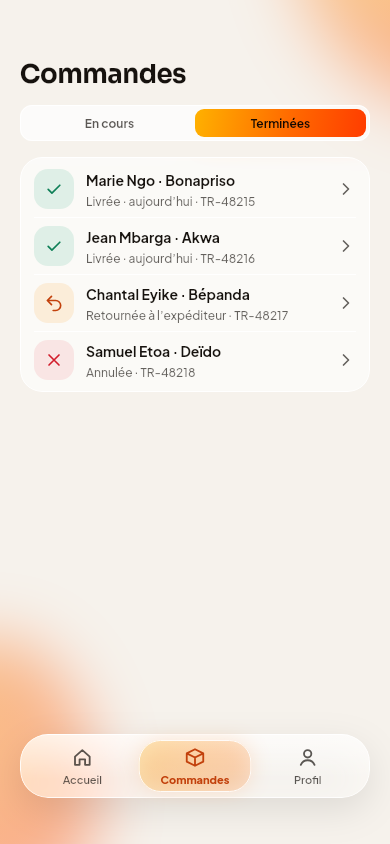 Commandes
En cours
Terminées
Marie Ngo · Bonapriso
Livrée · aujourd'hui · TR-48215
Jean Mbarga · Akwa
Livrée · aujourd'hui · TR-48216
Chantal Eyike · Bépanda
Retournée à l'expéditeur · TR-48217
Samuel Etoa · Deïdo
Annulée · TR-48218
Accueil
Commandes
Profil